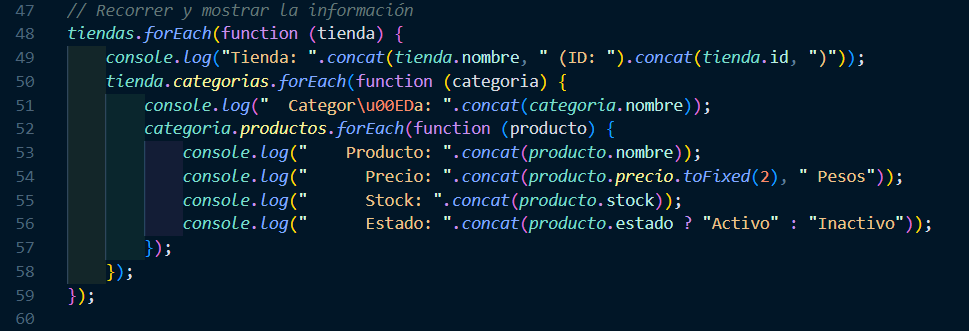 47 // Recorrer y mostrar la información
48 tiendas.forEach(function (tienda) {
49     console.log("Tienda: ".concat(tienda.nombre, " (ID: ").concat(tienda.id, ")"));
50     tienda.categorias.forEach(function (categoria) {
51         console.log("  Categor\u00EDa: ".concat(categoria.nombre));
52         categoria.productos.forEach(function (producto) {
53             console.log("    Producto: ".concat(producto.nombre));
54             console.log("      Precio: ".concat(producto.precio.toFixed(2), " Pesos"));
55             console.log("      Stock: ".concat(producto.stock));
56             console.log("      Estado: ".concat(producto.estado ? "Activo" : "Inactivo"));
57         });
58     });
59 });
60